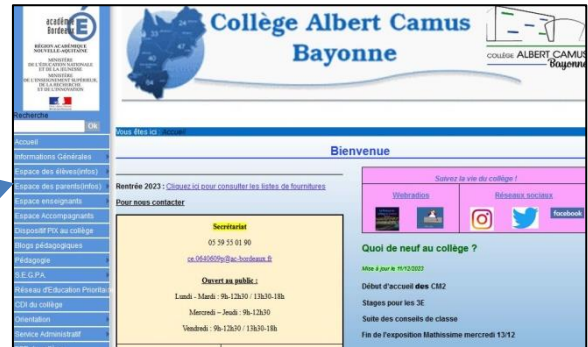 académie
Bordeaux
RÉGION ACADÉMIQUE
NOUVELLE-AQUITAINE
MINISTÈRE
DE L'ÉDUCATION NATIONALE
ET DE LA JEUNESSE
MINISTÈRE
DE L'ENSEIGNEMENT SUPÉRIEUR,
DE LA RECHERCHE
ET DE L'INNOVATION
Collège Albert Camus
Bayonne
24
33
40
47
64
COLLÈGE ALBERT CAMUS
Bayonne
Recherche
Ok
Vous êtes ici : Accueil
Accueil
Informations Générales
Espace des élèves(infos)
Espace des parents(infos)
Espace enseignants
Espace Accompagnants
Dispositif PIX au collège
Blogs pédagogiques
Pédagogie
S.E.G.P.A.
Réseau d'Education Prioritaire
CDI du collège
Orientation
Service Administratif
Bienvenue
Rentrée 2023 : Cliquez ici pour consulter les listes de fournitures
Pour nous contacter
Secrétariat
05 59 55 01 90
ce.0640609p@ac-bordeaux.fr
Ouvert au public :
Lundi - Mardi : 9h-12h30 / 13h30-18h
Mercredi – Jeudi : 9h-12h30
Vendredi : 9h-12h30 / 13h30-18h
Suivez la vie du collège !
Webradios
Réseaux sociaux
facebook
Quoi de neuf au collège ?
Mise à jour le 11/12/2023
Début d'accueil des CM2
Stages pour les 3E
Suite des conseils de classe
Fin de l'exposition Mathissime mercredi 13/12